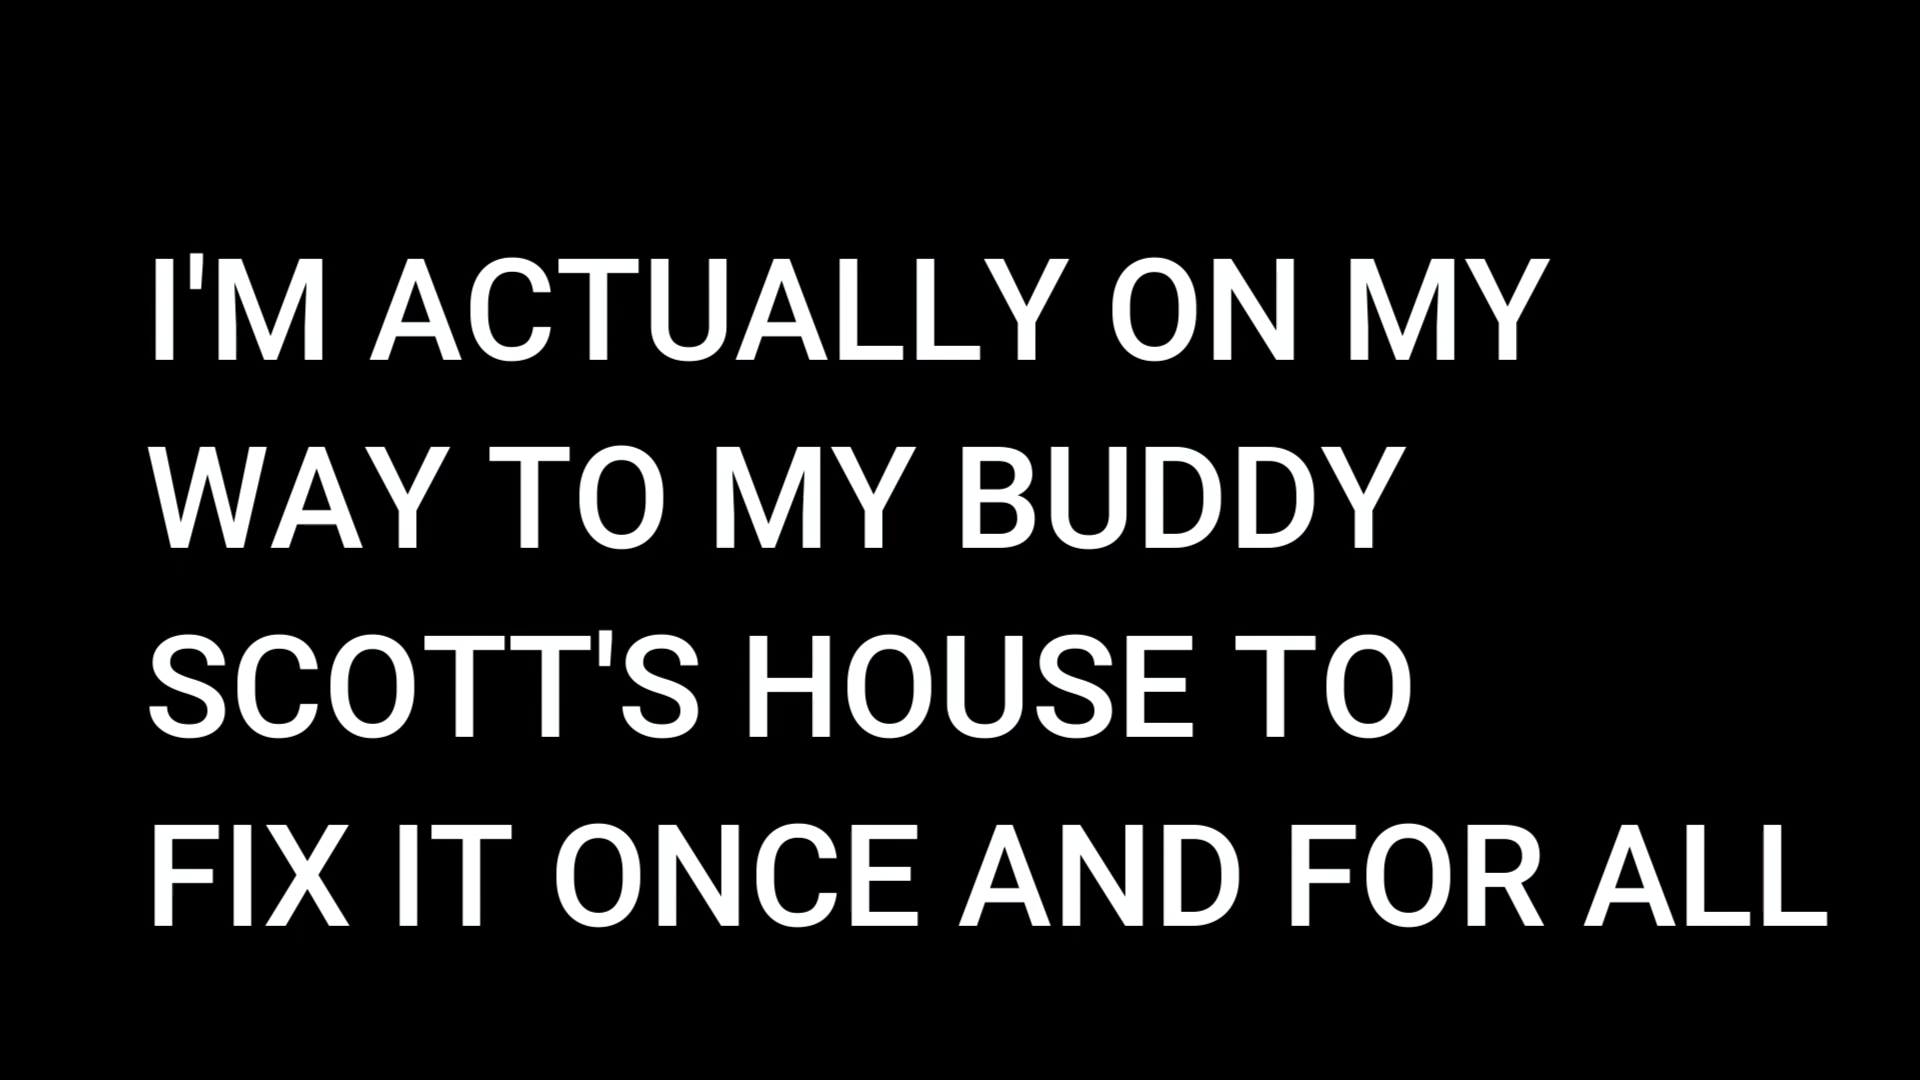 I'M ACTUALLY ON MY
WAY TO MY BUDDY
SCOTT'S HOUSE TO
FIX IT ONCE AND FOR ALL